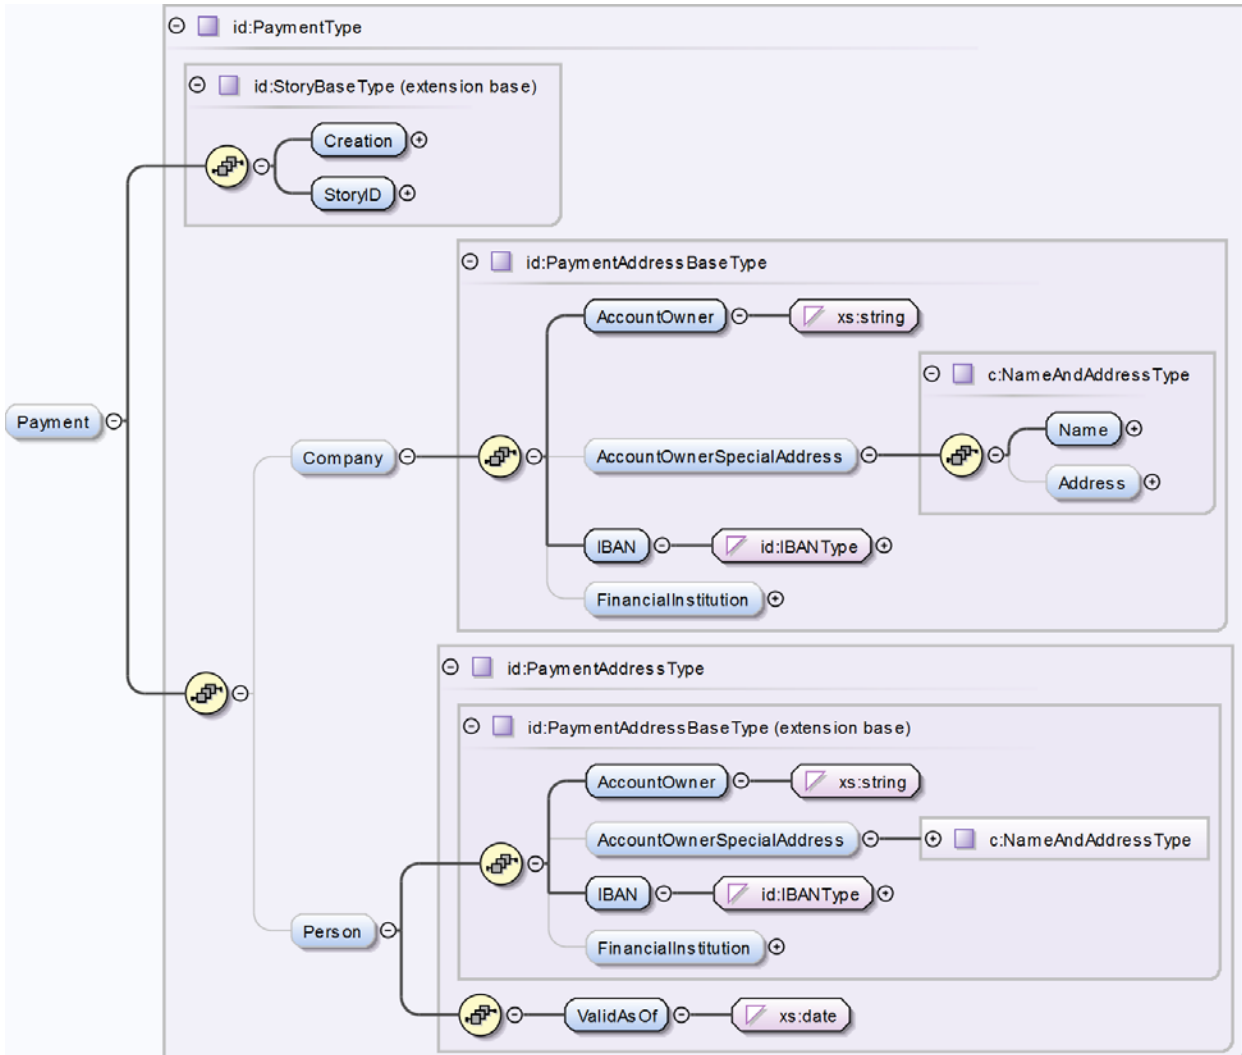 id:PaymentType
id:StoryBaseType (extension base)
Creation
StoryID
id:PaymentAddressBaseType
AccountOwner
xs:string
c:NameAndAddressType
Payment
Name
Company
AccountOwnerSpecialAddress
Address
IBAN
id:IBANType
FinancialInstitution
id:PaymentAddressType
id:PaymentAddressBaseType (extension base)
AccountOwner
xs:string
AccountOwnerSpecialAddress
c:NameAndAddressType
IBAN
id:IBANType
Person
FinancialInstitution
ValidAsOf
xs:date